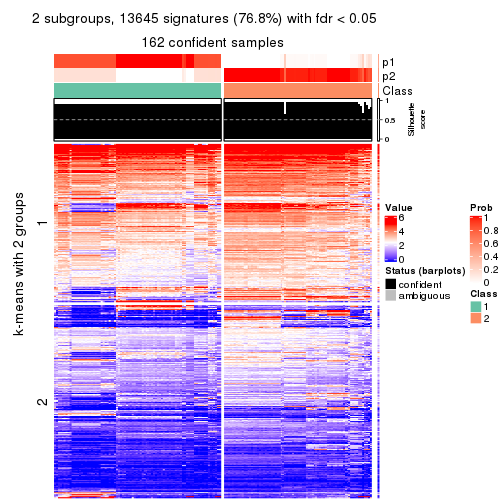 2 subgroups, 13645 signatures (76.8%) with fdr < 0.05
162 confident samples
p1
p2
Class
1
0.5
0
Silhouette
score
k-means with 2 groups
1
2
Value
6
4
2
0
Status (barplots)
confident
ambiguous
Prob
1
0.8
0.6
0.4
0.2
0
Class
1
2